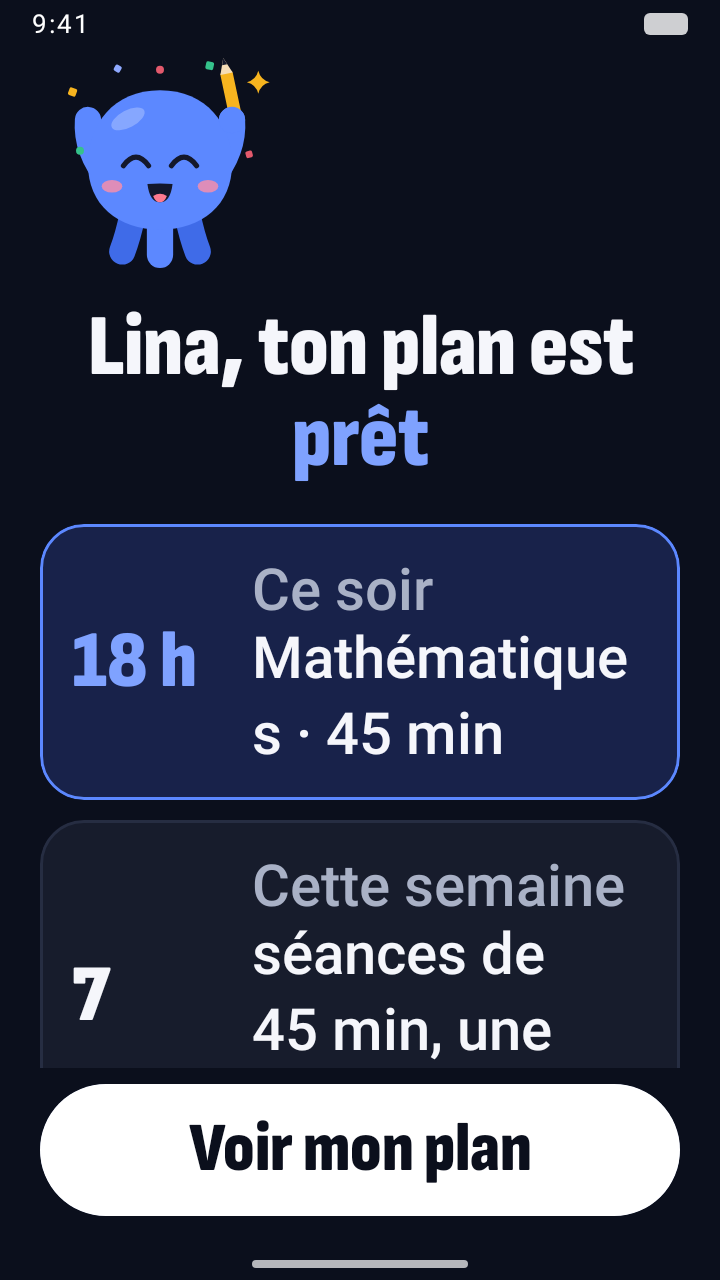 9:41
Lina, ton plan est
prêt
18 h
Ce soir
Mathématique
s · 45 min
7
Cette semaine
séances de
45 min, une
Voir mon plan